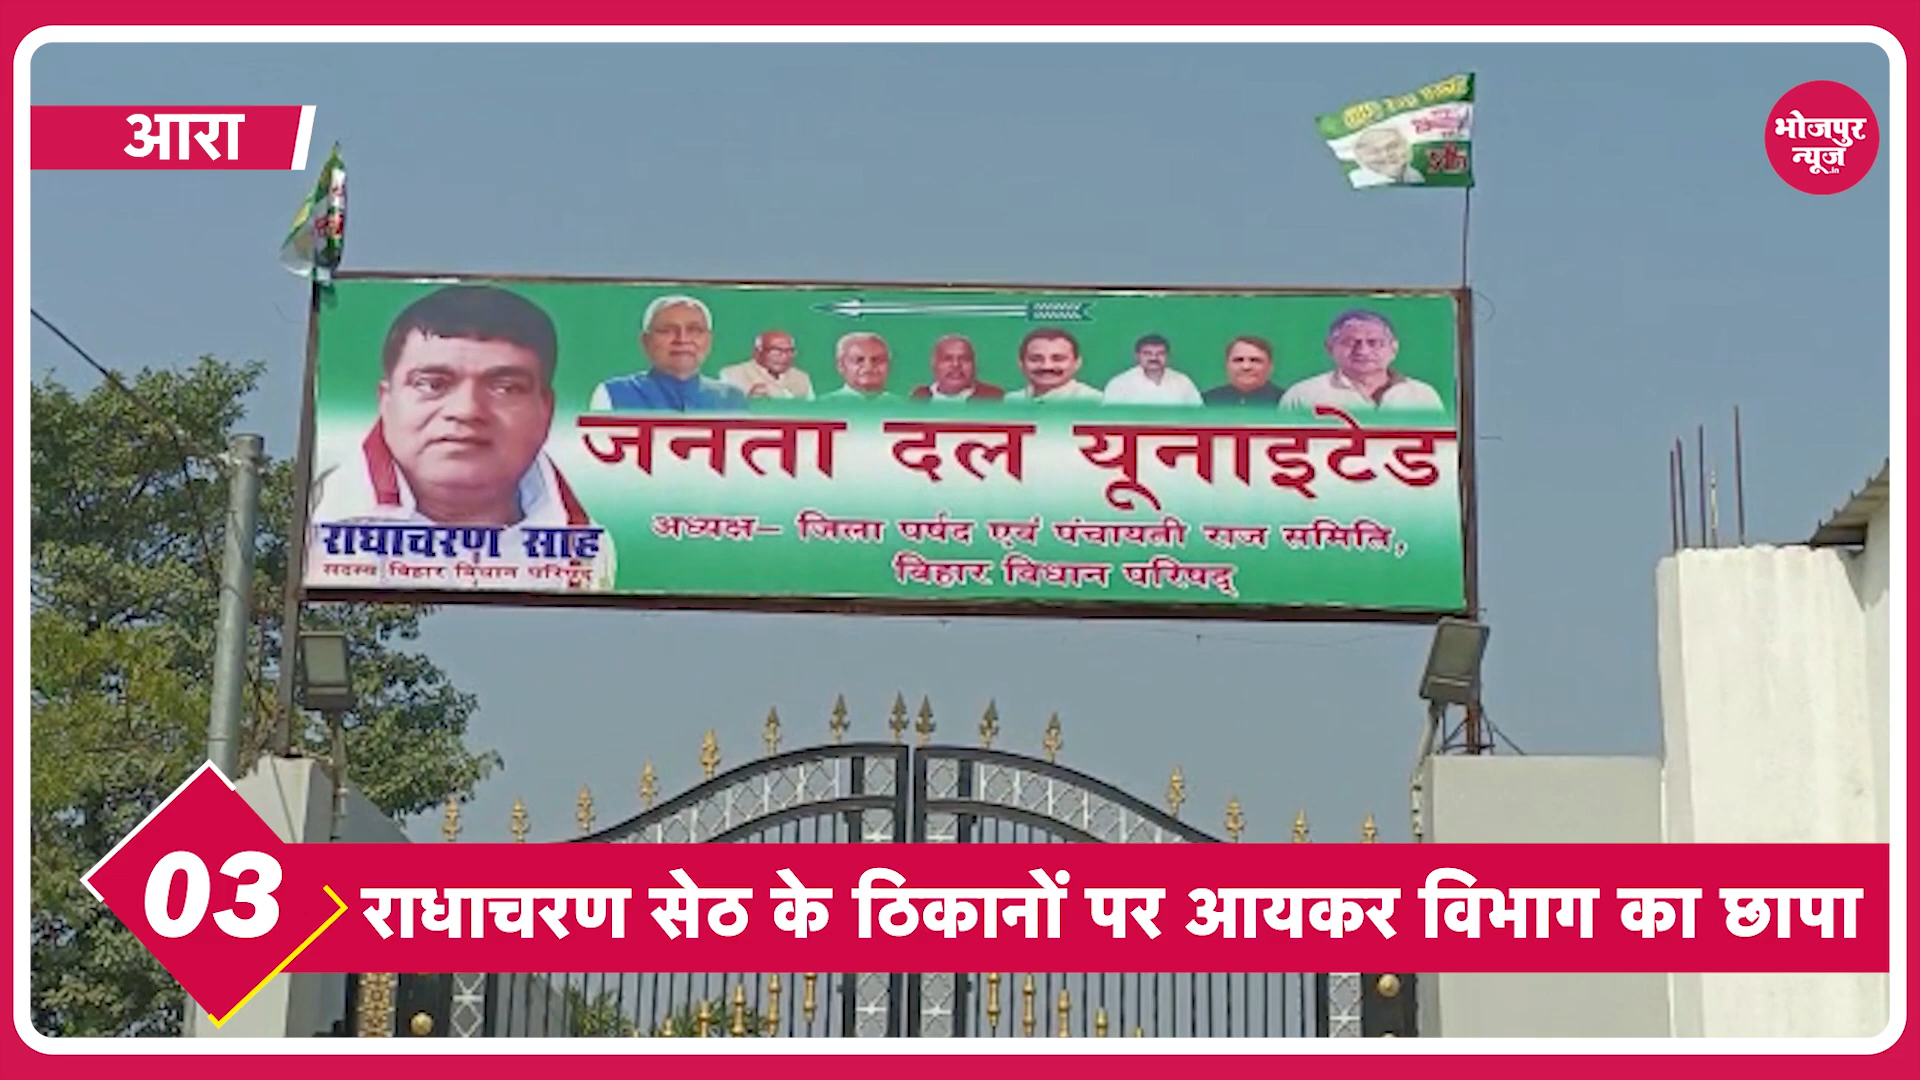 आरा
भोजपुर
न्यूज
.in
जनता दल यूनाइटेड
राधाचरण साह
सदस्य बिहार विधान परिषद्
अध्यक्ष– जिला पर्षद एवं पंचायती राज समिति,
बिहार विधान परिषद्
03
राधाचरण सेठ के ठिकानों पर आयकर विभाग का छापा